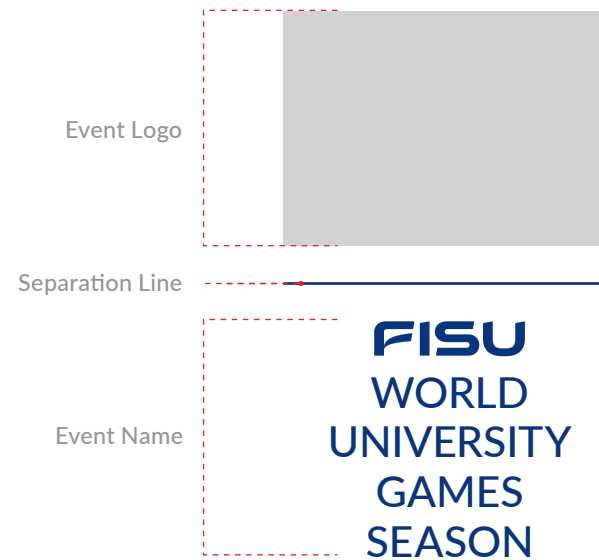 Event Logo
Separation Line
FISU
WORLD
UNIVERSITY
Event Name
GAMES
SEASON